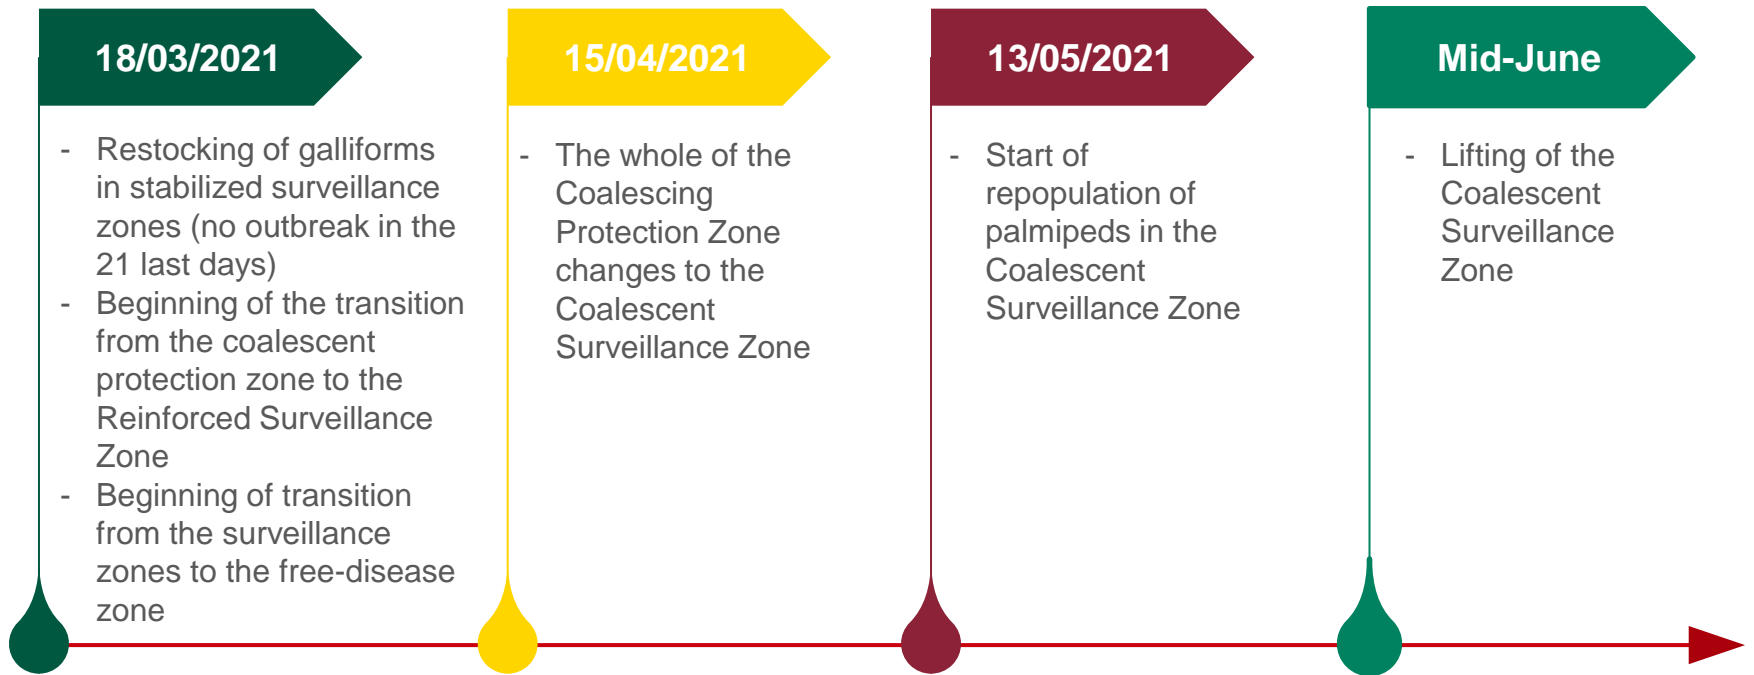 18/03/2021
- Restocking of galliforms
in stabilized surveillance
zones (no outbreak in the
21 last days)
- Beginning of the transition
from the coalescent
protection zone to the
Reinforced Surveillance
Zone
- Beginning of transition
from the surveillance
zones to the free-disease
zone
15/04/2021
- The whole of the
Coalescing
Protection Zone
changes to the
Coalescent
Surveillance Zone
13/05/2021
- Start of
repopulation of
palmipeds in the
Coalescent
Surveillance Zone
Mid-June
- Lifting of the
Coalescent
Surveillance
Zone